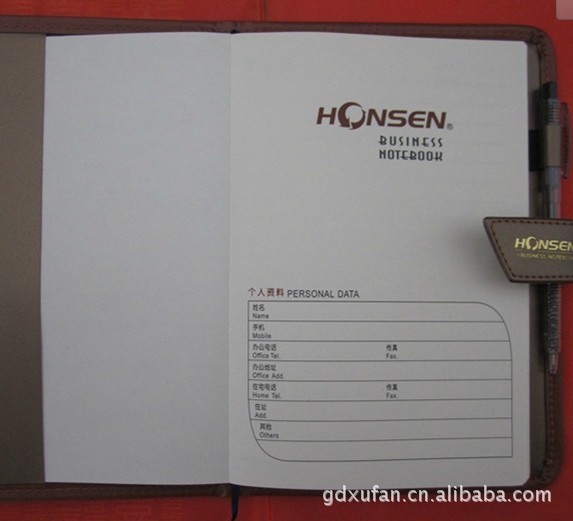 HONSEN®
BUSINESS
NOTEBOOK
HONSEN
BUSINESS NOTEB
个人资料 PERSONAL DATA
姓名
Name
手机
Mobile
办公电话 传真
Office Tel. Fax.
办公地址
Office Add.
住宅电话 传真
Home Tel. Fax.
住址
Add.
其他
Others
gdxufan.cn.alibaba.com